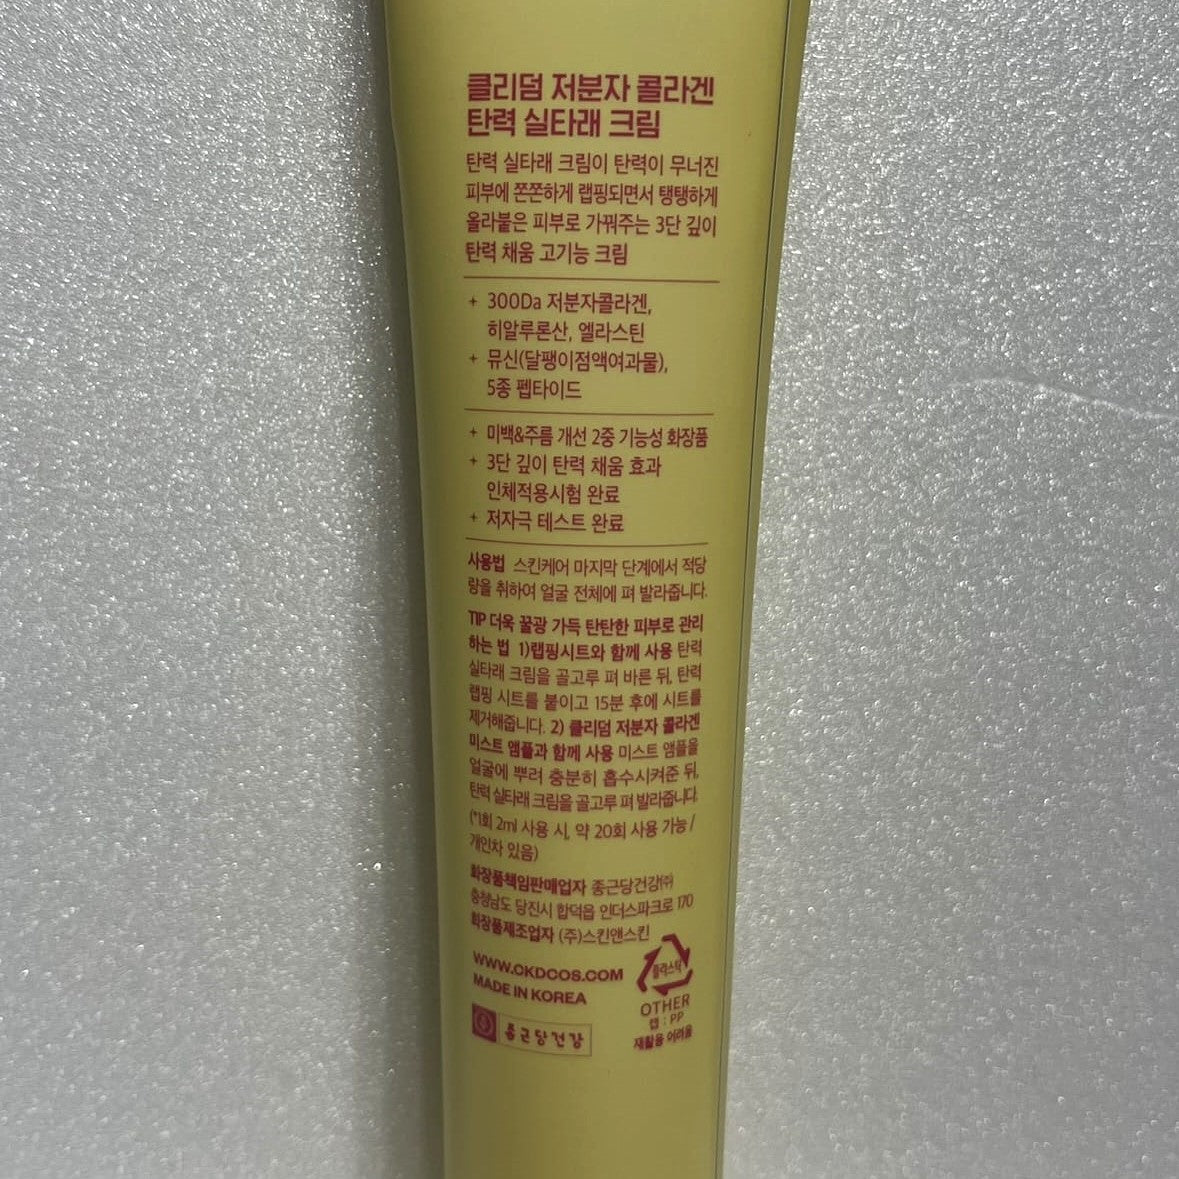 클리덤 저분자 콜라겐
탄력 실타래 크림
탄력 실타래 크림이 탄력이 무너진
피부에 쫀쫀하게 랩핑되면서 탱탱하게
올라붙은 피부로 가꿔주는 3단 깊이
탄력 채움 고기능 크림
+ 300Da 저분자콜라겐,
히알루론산, 엘라스틴
+ 뮤신(달팽이점액여과물),
5종 펩타이드
+ 미백&주름 개선 2중 기능성 화장품
+ 3단 깊이 탄력 채움 효과
인체적용시험 완료
+ 저자극 테스트 완료
사용법 스킨케어 마지막 단계에서 적당
량을 취하여 얼굴 전체에 펴 발라줍니다.
TIP 더욱 꿀광 가득 탄탄한 피부로 관리
하는 법 1)랩핑시트와 함께 사용 탄력
실타래 크림을 골고루 펴 바른 뒤, 탄력
랩핑 시트를 붙이고 15분 후에 시트를
제거해줍니다. 2) 클리덤 저분자 콜라겐
미스트 앰플과 함께 사용 미스트 앰플을
얼굴에 뿌려 충분히 흡수시켜준 뒤,
탄력 실타래 크림을 골고루 펴 발라줍니다.
(*1회 2ml 사용 시, 약 20회 사용 가능 /
개인차 있음)
화장품책임판매업자 종근당건강㈜
충청남도 당진시 합덕읍 인더스파크로 170
화장품제조업자 (주)스킨앤스킨
WWW.CKDCOS.COM
MADE IN KOREA
종근당건강
플라스틱
OTHER
캡 : PP
재활용 어려움